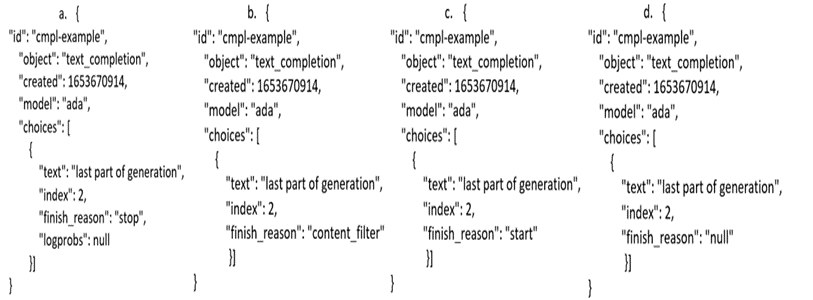 a. {
"id": "cmpl-example",
"object": "text_completion",
"created": 1653670914,
"model": "ada",
"choices": [
{
"text": "last part of generation",
"index": 2,
"finish_reason": "stop",
"logprobs": null
}]
}
b. {
"id": "cmpl-example",
"object": "text_completion",
"created": 1653670914,
"model": "ada",
"choices": [
{
"text": "last part of generation",
"index": 2,
"finish_reason": "content_filter"
}]
}
c. {
"id": "cmpl-example",
"object": "text_completion",
"created": 1653670914,
"model": "ada",
"choices": [
{
"text": "last part of generation",
"index": 2,
"finish_reason": "start"
}]
}
d. {
"id": "cmpl-example",
"object": "text_completion",
"created": 1653670914,
"model": "ada",
"choices": [
{
"text": "last part of generation",
"index": 2,
"finish_reason": "null"
}]
}